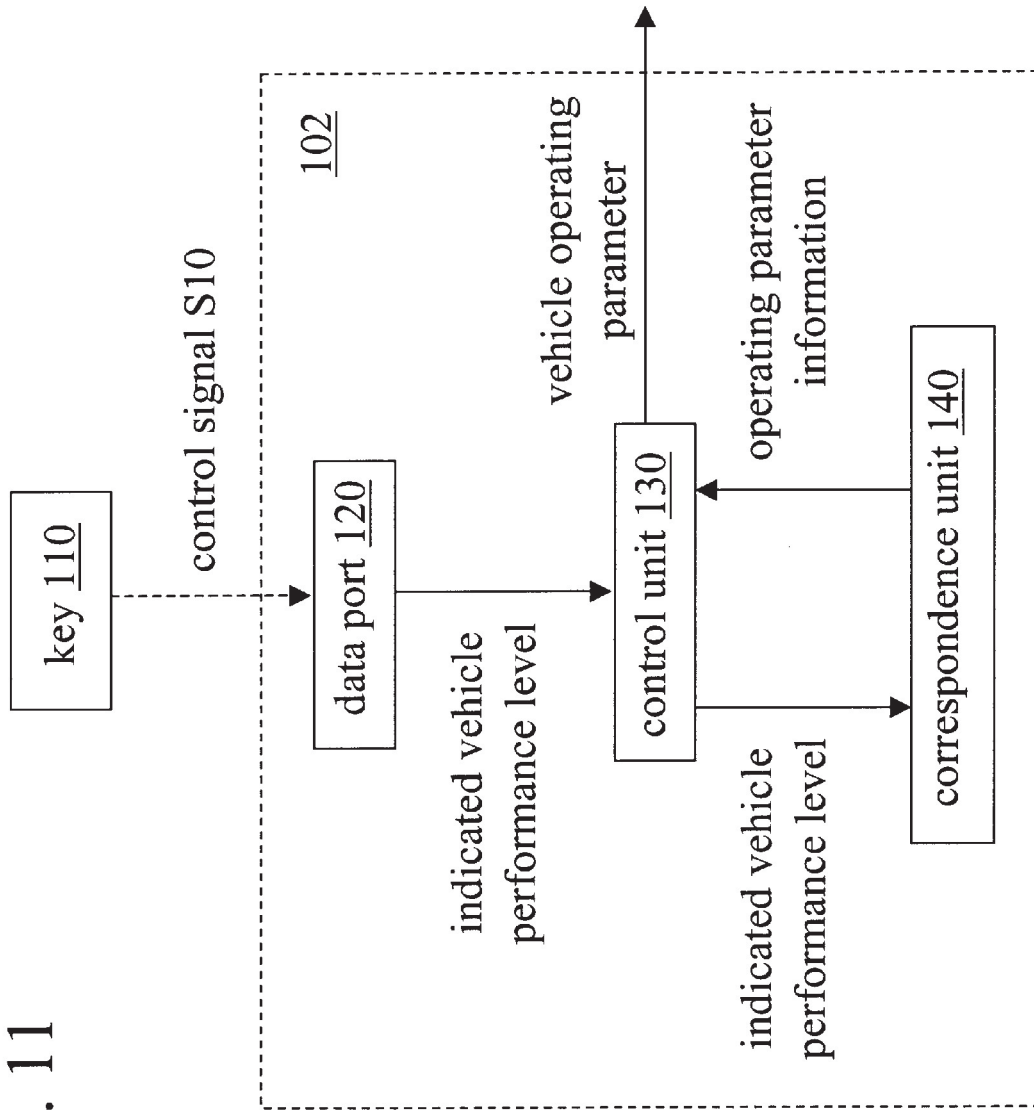 . 11
key 110
control signal S10
102
data port 120
indicated vehicle
performance level
vehicle operating
parameter
control unit 130
indicated vehicle
performance level
operating parameter
information
correspondence unit 140